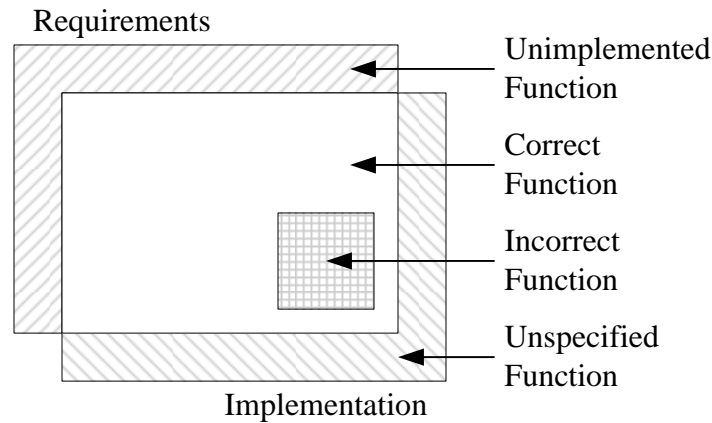 Requirements
Unimplemented
Function
Correct
Function
Incorrect
Function
Unspecified
Function
Implementation